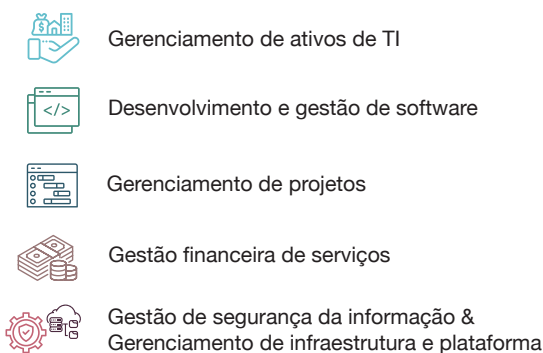 Gerenciamento de ativos de TI
</>
Desenvolvimento e gestão de software
Gerenciamento de projetos
Gestão financeira de serviços
Gestão de segurança da informação &
Gerenciamento de infraestrutura e plataforma